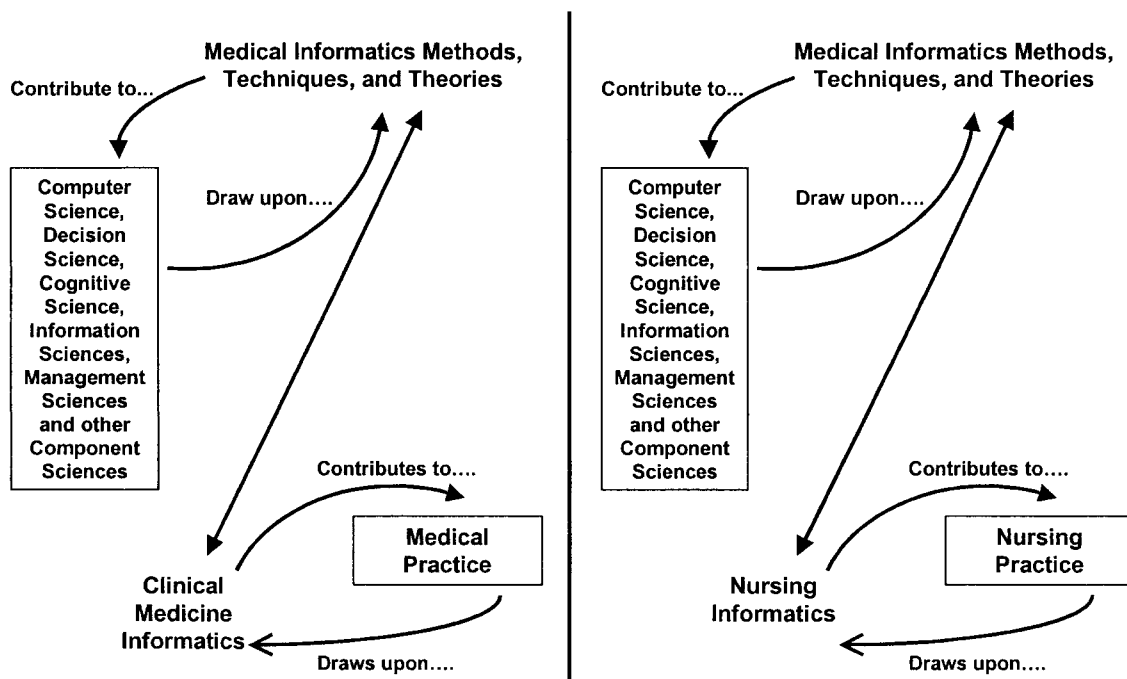 Medical Informatics Methods,
Techniques, and Theories
Contribute to...
Computer
Science,
Decision
Science,
Cognitive
Science,
Information
Sciences,
Management
Sciences
and other
Component
Sciences
Draw upon....
Contributes to....
Medical
Practice
Clinical
Medicine
Informatics
Draws upon....
Medical Informatics Methods,
Techniques, and Theories
Contribute to...
Computer
Science,
Decision
Science,
Cognitive
Science,
Information
Sciences,
Management
Sciences
and other
Component
Sciences
Draw upon....
Contributes to....
Nursing
Practice
Nursing
Informatics
Draws upon....